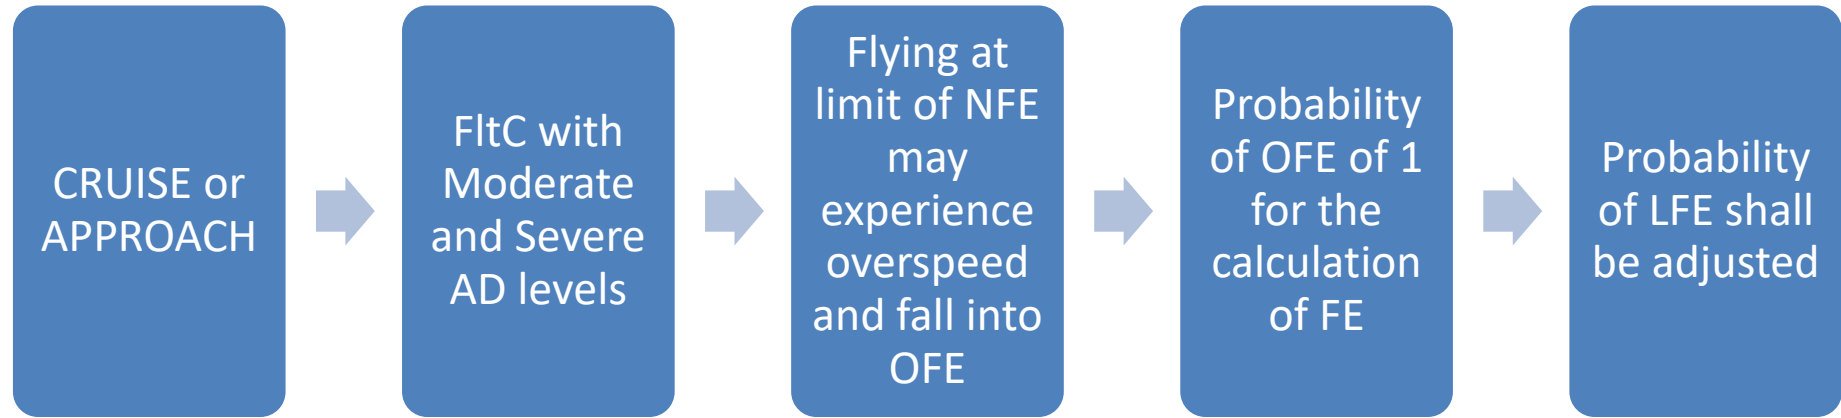 CRUISE or
APPROACH
FltC with
Moderate
and Severe
AD levels
Flying at
limit of NFE
may
experience
overspeed
and fall into
OFE
Probability
of OFE of 1
for the
calculation
of FE
Probability
of LFE shall
be adjusted